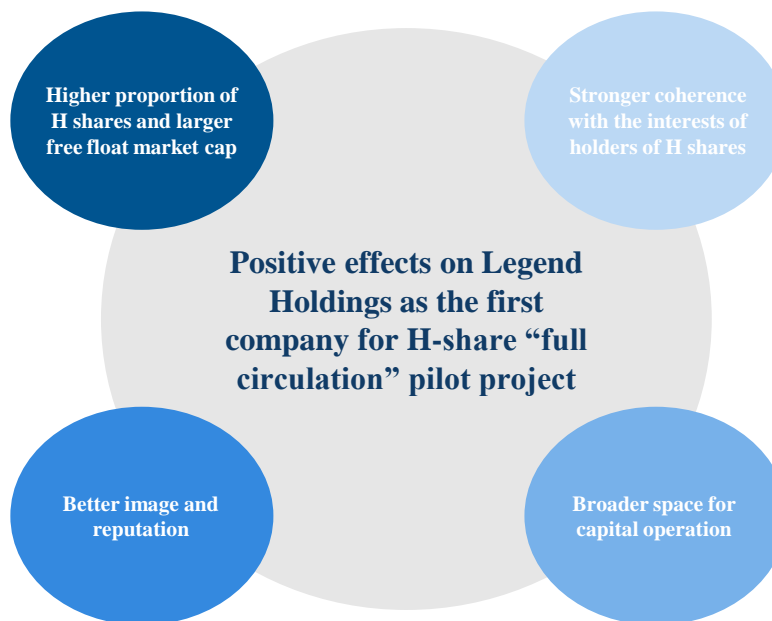 Higher proportion of
H shares and larger
free float market cap
Stronger coherence
with the interests of
holders of H shares
Positive effects on Legend
Holdings as the first
company for H-share “full
circulation” pilot project
Better image and
reputation
Broader space for
capital operation